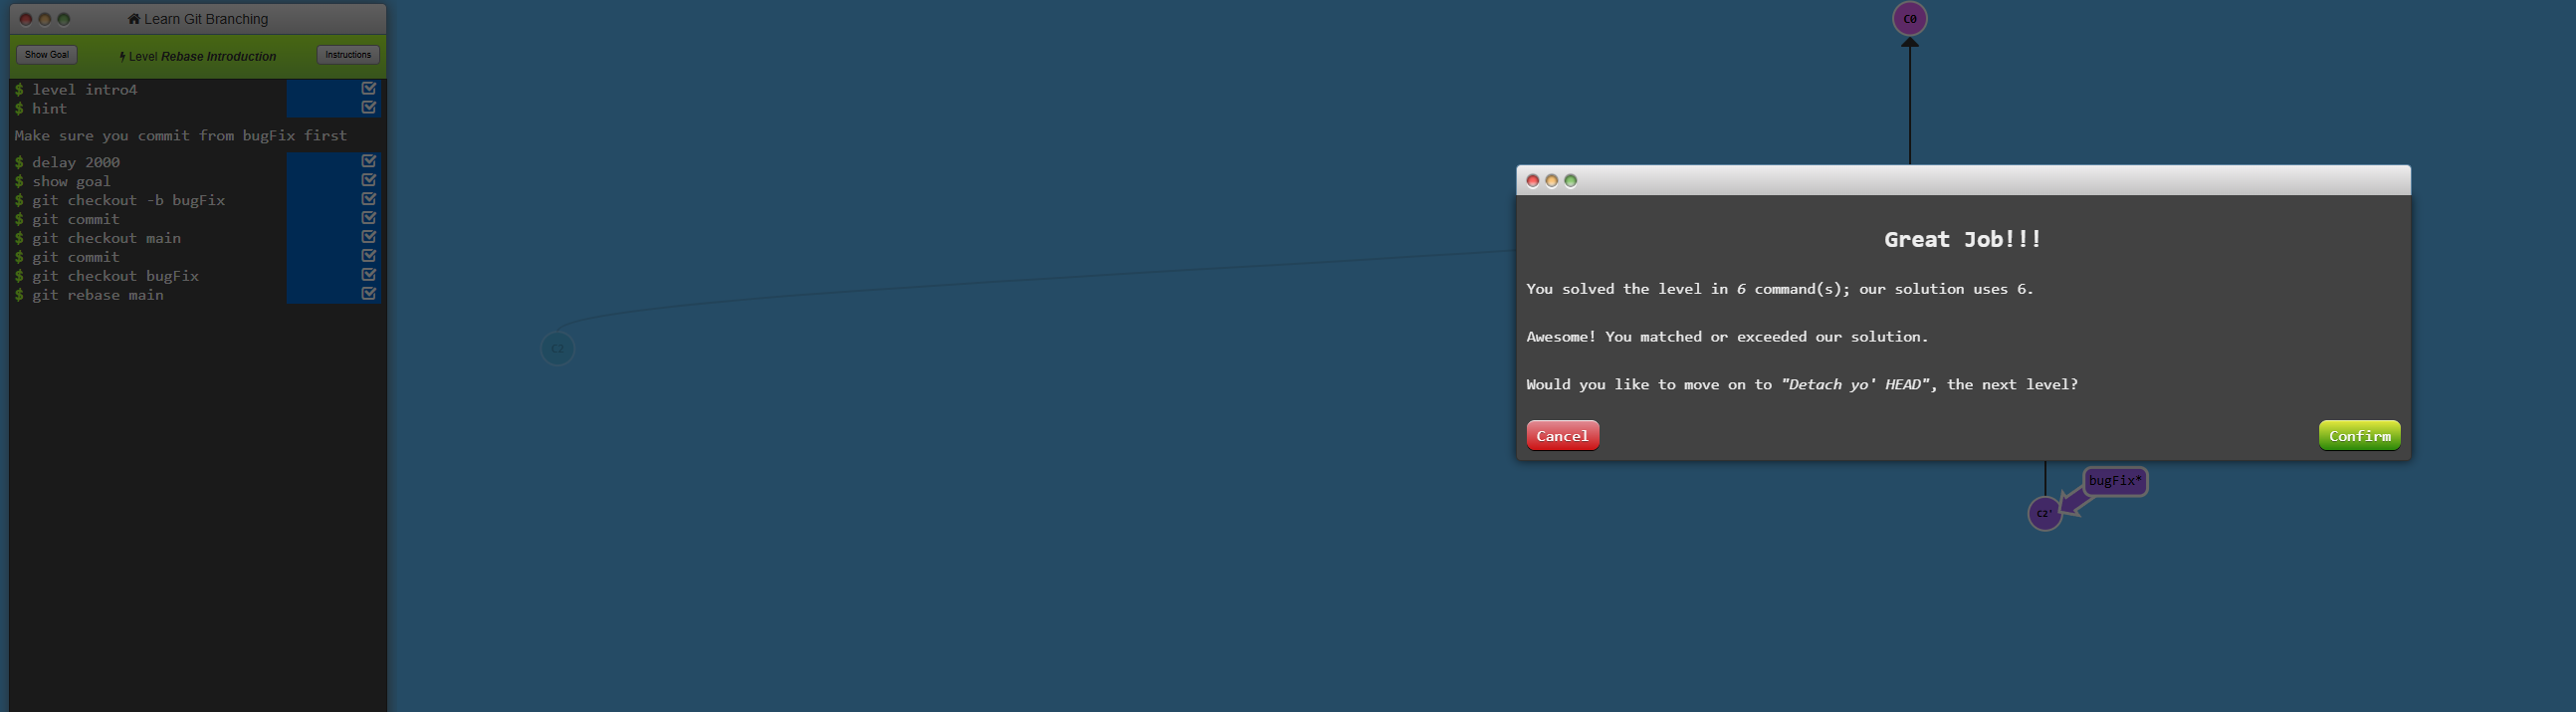 Learn Git Branching
Show Goal
Level Rebase Introduction
Instructions
$ level intro4
$ hint
Make sure you commit from bugFix first
$ delay 2000
$ show goal
$ git checkout -b bugFix
$ git commit
$ git checkout main
$ git commit
$ git checkout bugFix
$ git rebase main
C0
C2
Great Job!!!
You solved the level in 6 command(s); our solution uses 6.
Awesome! You matched or exceeded our solution.
Would you like to move on to "Detach yo' HEAD", the next level?
Cancel
Confirm
bugFix*
C2'